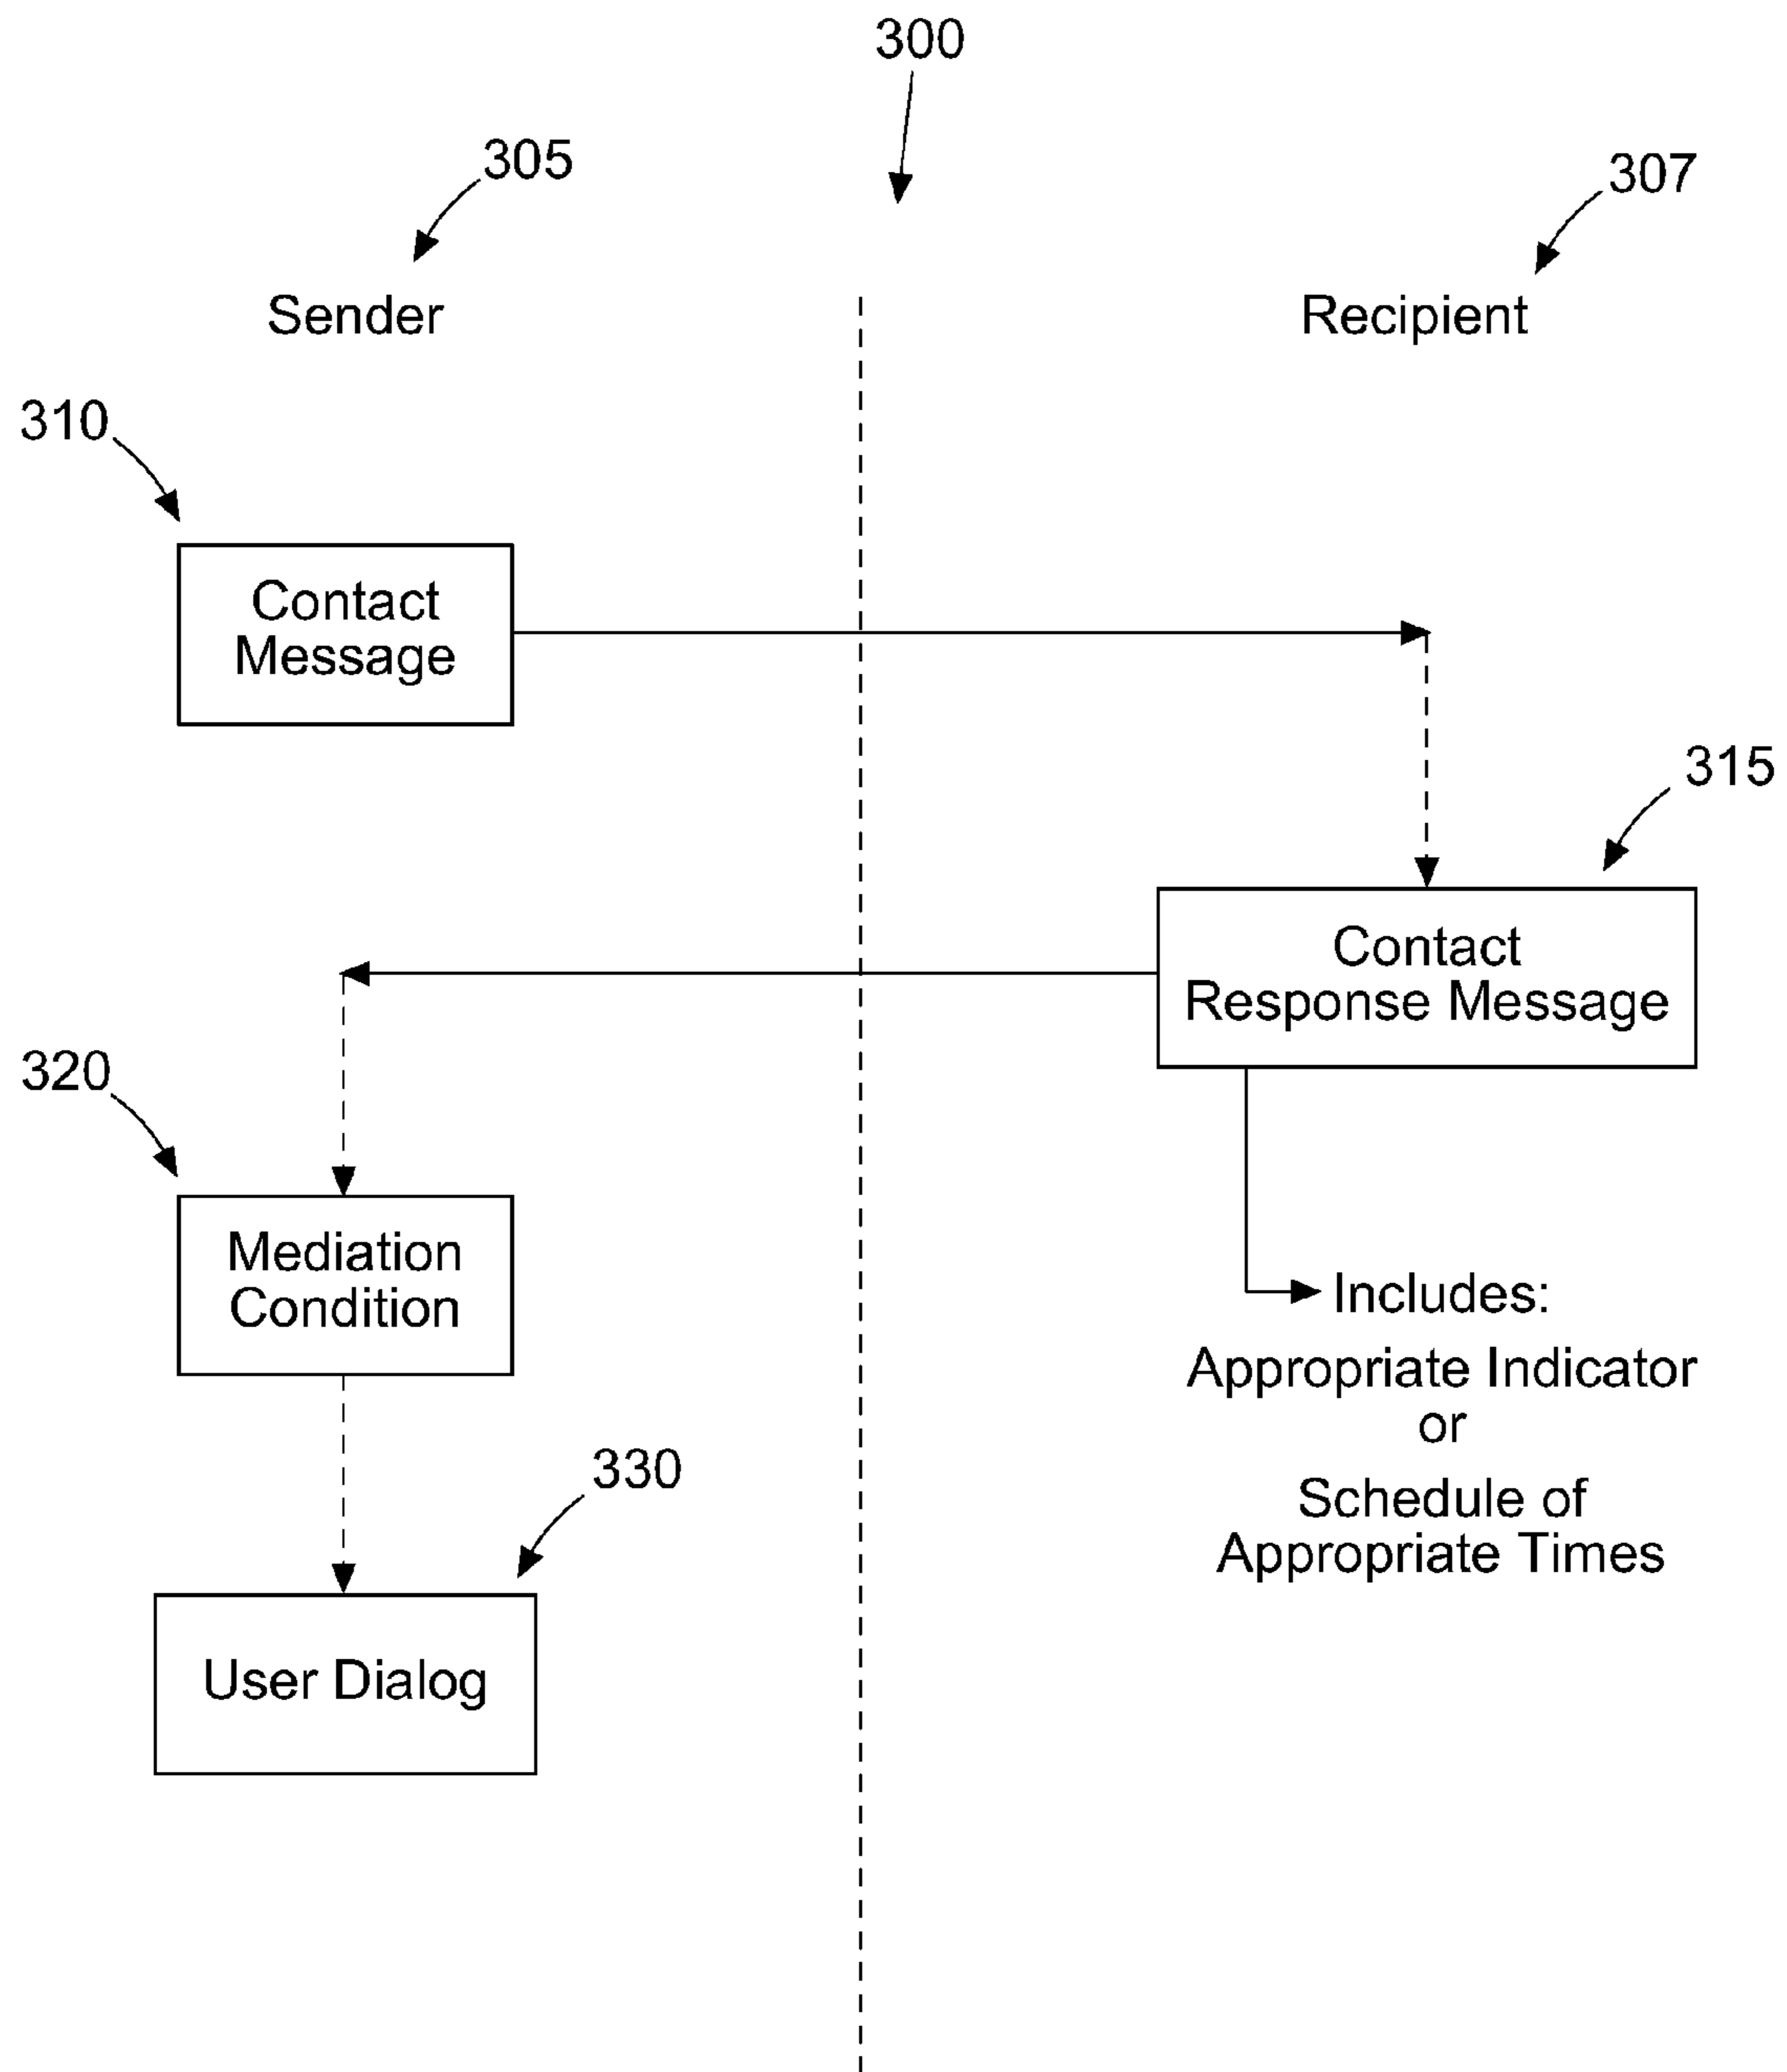 300
305
307
Sender
Recipient
310
Contact
Message
315
Contact
Response Message
320
Mediation
Condition
Includes:
Appropriate Indicator
or
Schedule of
Appropriate Times
330
User Dialog